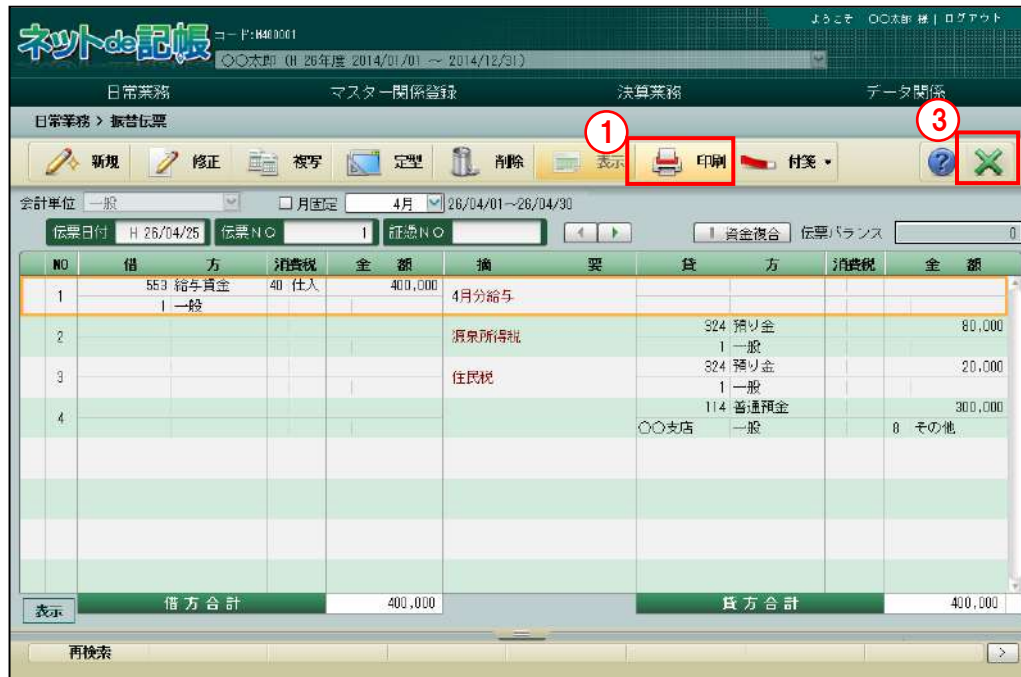 ようこそ 〇〇太郎 様 | ログアウト
ネットde記帳 コード:H400001
〇〇太郎 (H 26年度 2014/01/01 ～ 2014/12/31)
日常業務 マスター関係登録 決算業務 データ関係
日常業務 > 振替伝票
① ③
新規 修正 複写 定型 削除 表示 印刷 付箋
会計単位 一般 月固定 4月 26/04/01～26/04/30
伝票日付 H 26/04/25 伝票NO 1 証憑NO 資金複合 伝票バランス 0
NO 借方 消費税 金額 摘要 貸方 消費税 金額
1 553 給与賃金 40 仕入 400,000 4月分給与
1 一般
2 源泉所得税 324 預り金 80,000
1 一般
3 住民税 324 預り金 20,000
1 一般
4 114 普通預金 300,000
〇〇支店 一般 8 その他
表示 借方合計 400,000 貸方合計 400,000
再検索